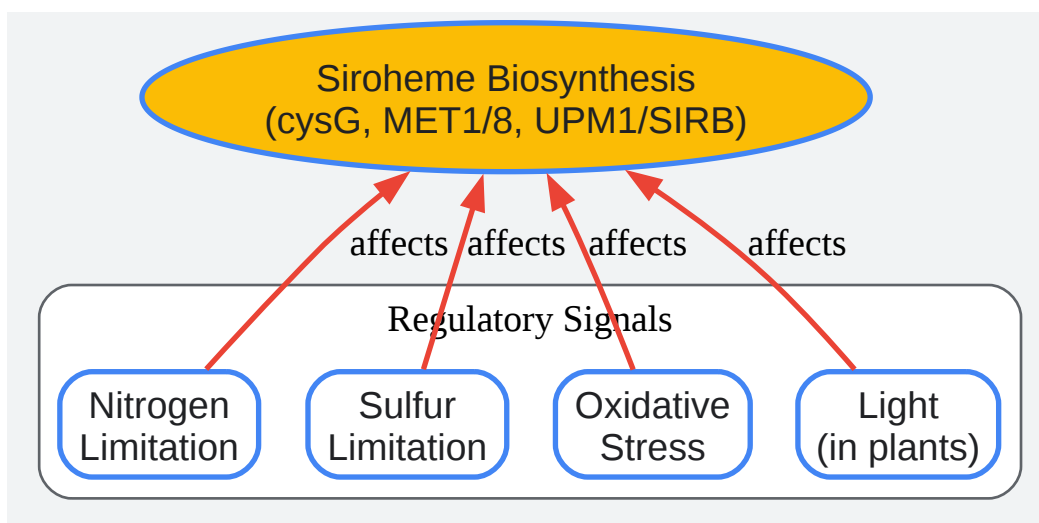 Siroheme Biosynthesis
(cysG, MET1/8, UPM1/SIRB)
affects
affects
affects
affects
Regulatory Signals
Nitrogen
Limitation
Sulfur
Limitation
Oxidative
Stress
Light
(in plants)